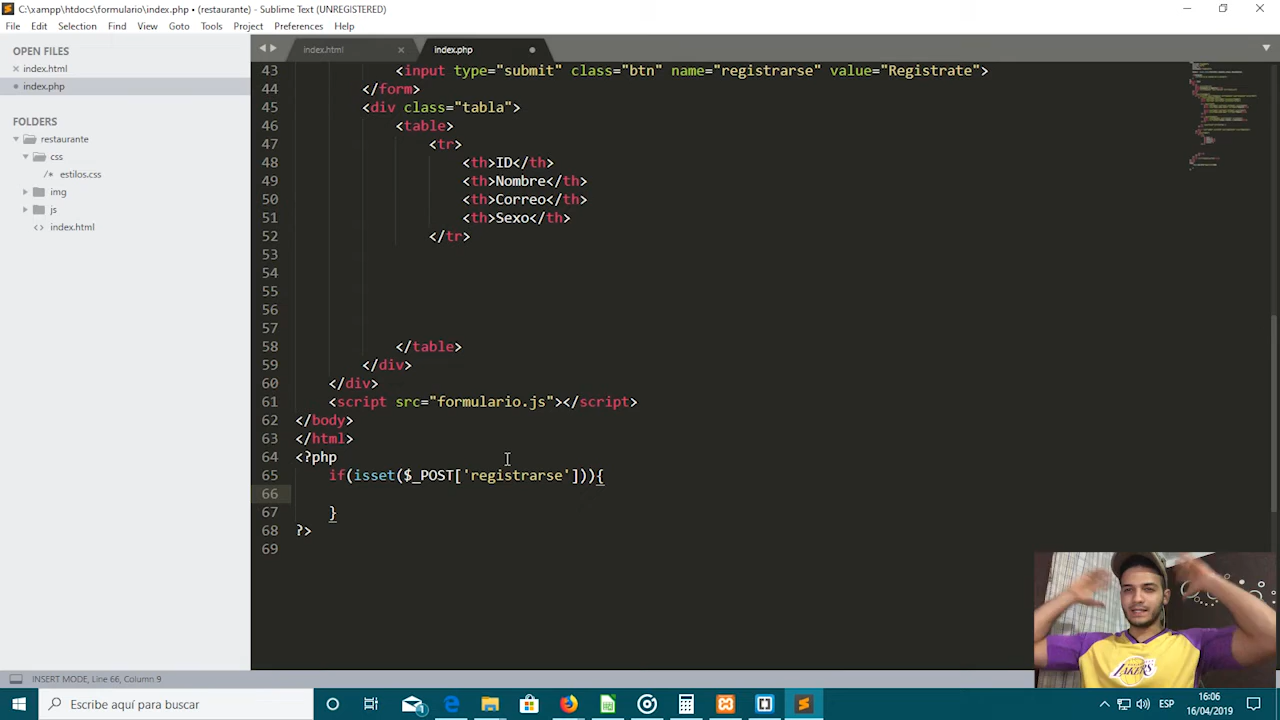 C:\xampp\htdocs\formulario\index.php • (restaurante) - Sublime Text (UNREGISTERED)
File Edit Selection Find View Goto Tools Project Preferences Help
OPEN FILES
index.html
index.php
FOLDERS
restaurante
css
estilos.css
img
js
index.html
index.html index.php
43 <input type="submit" class="btn" name="registrarse" value="Registrate">
44 </form>
45 <div class="tabla">
46 <table>
47 <tr>
48 <th>ID</th>
49 <th>Nombre</th>
50 <th>Correo</th>
51 <th>Sexo</th>
52 </tr>
53
54
55
56
57
58 </table>
59 </div>
60 </div>
61 <script src="formulario.js"></script>
62 </body>
63 </html>
64 <?php
65 if(isset($_POST['registrarse'])){
66
67 }
68 ?>
69
LAKERS
INSERT MODE, Line 66, Column 9
Escribe aquí para buscar
1
ESP
16:06
16/04/2019